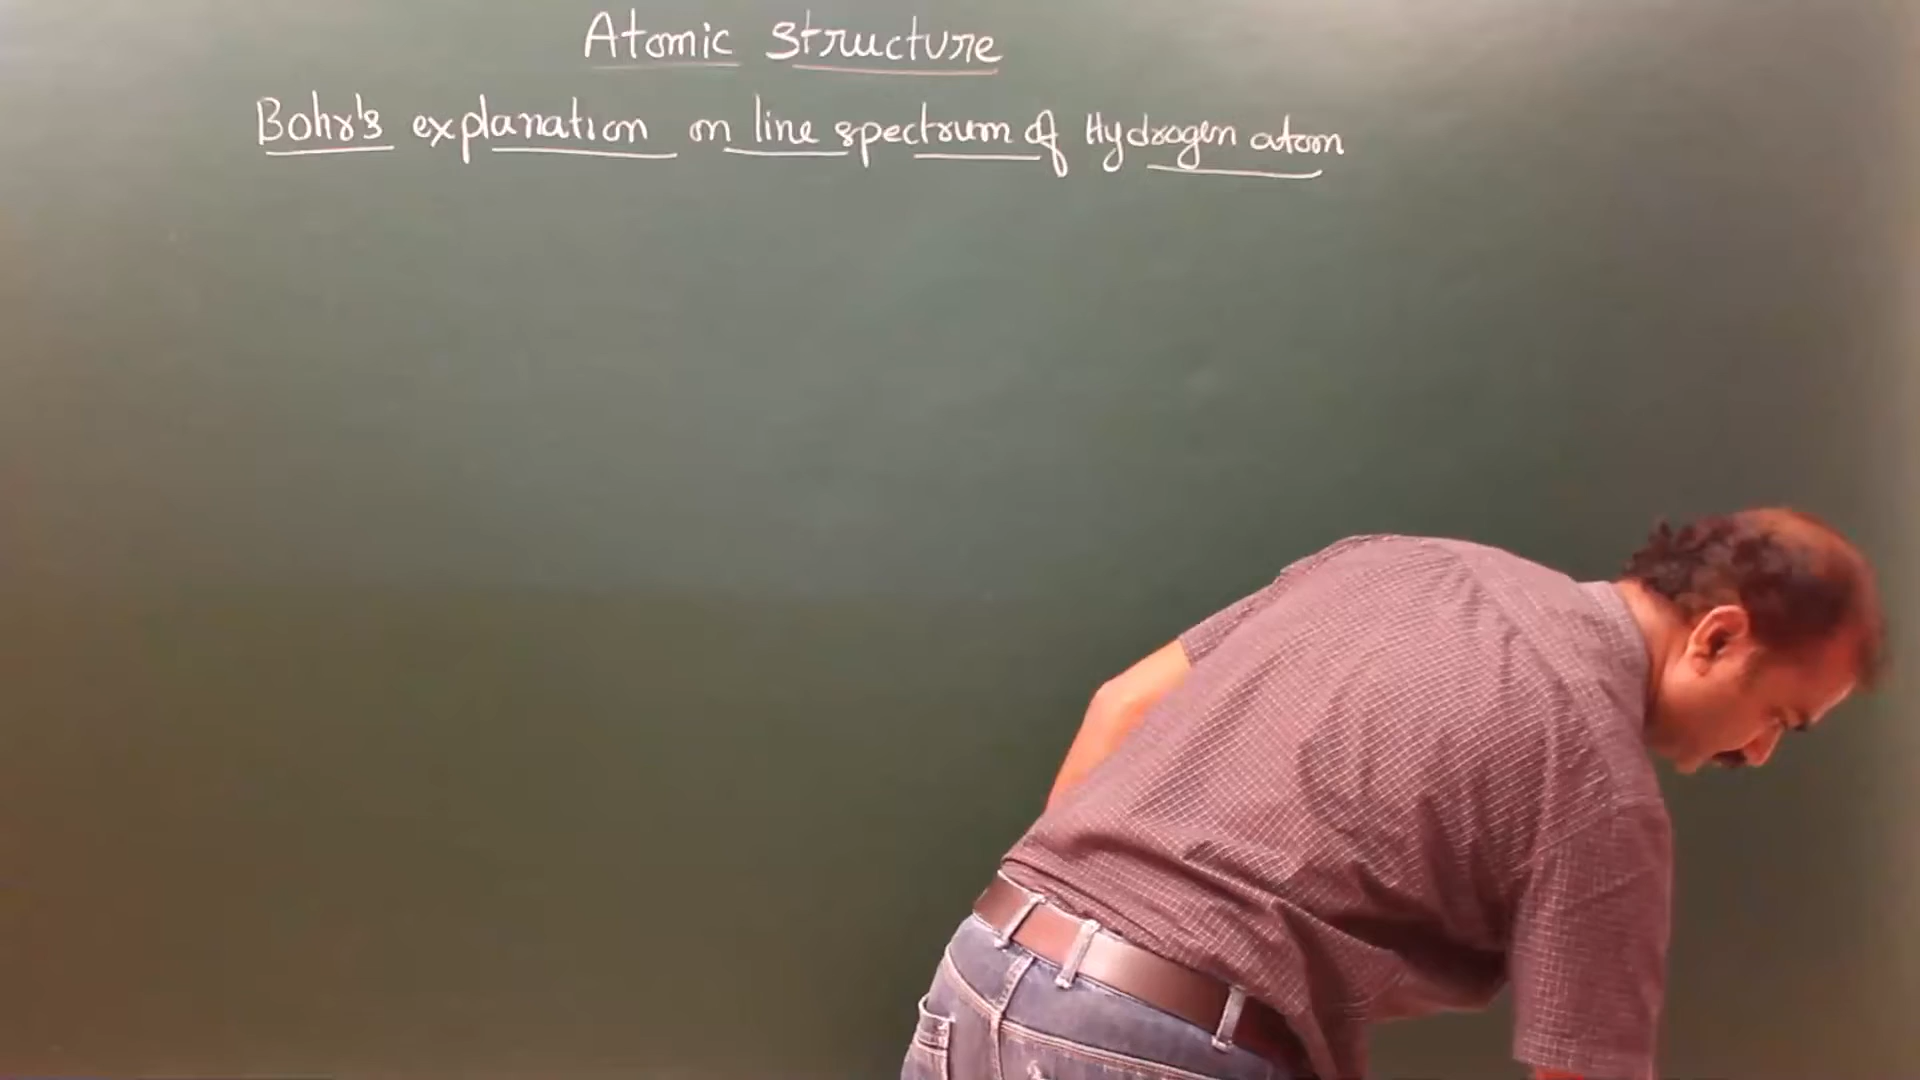 Atomic structure
Bohr's explanation on line spectrum of Hydrogen atom